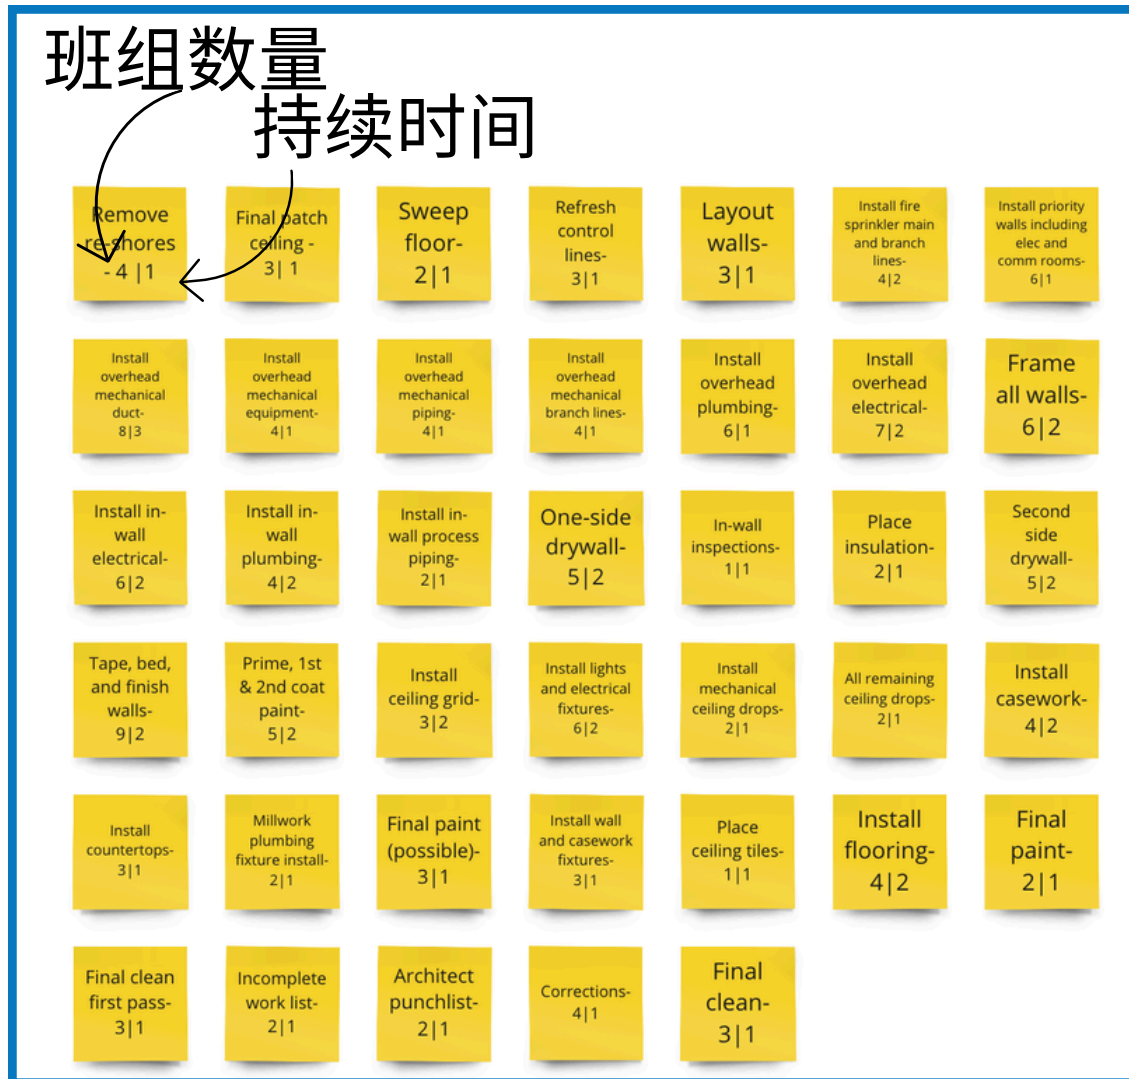 班组数量
持续时间
Remove
re-shores
- 4 |1
Final patch
ceiling -
3| 1
Sweep
floor-
2|1
Refresh
control
lines-
3|1
Layout
walls-
3|1
Install fire
sprinkler main
and branch
lines-
4|2
Install priority
walls including
elec and
comm rooms-
6|1
Install
overhead
mechanical
duct-
8|3
Install
overhead
mechanical
equipment-
4|1
Install
overhead
mechanical
piping-
4|1
Install
overhead
mechanical
branch lines-
4|1
Install
overhead
plumbing-
6|1
Install
overhead
electrical-
7|2
Frame
all walls-
6|2
Install in-
wall
electrical-
6|2
Install in-
wall
plumbing-
4|2
Install in-
wall process
piping-
2|1
One-side
drywall-
5|2
In-wall
inspections-
1|1
Place
insulation-
2|1
Second
side
drywall-
5|2
Tape, bed,
and finish
walls-
9|2
Prime, 1st
& 2nd coat
paint-
5|2
Install
ceiling grid-
3|2
Install lights
and electrical
fixtures-
6|2
Install
mechanical
ceiling drops-
2|1
All remaining
ceiling drops-
2|1
Install
casework-
4|2
Install
countertops-
3|1
Millwork
plumbing
fixture install-
2|1
Final paint
(possible)-
3|1
Install wall
and casework
fixtures-
3|1
Place
ceiling tiles-
1|1
Install
flooring-
4|2
Final
paint-
2|1
Final clean
first pass-
3|1
Incomplete
work list-
2|1
Architect
punchlist-
2|1
Corrections-
4|1
Final
clean-
3|1